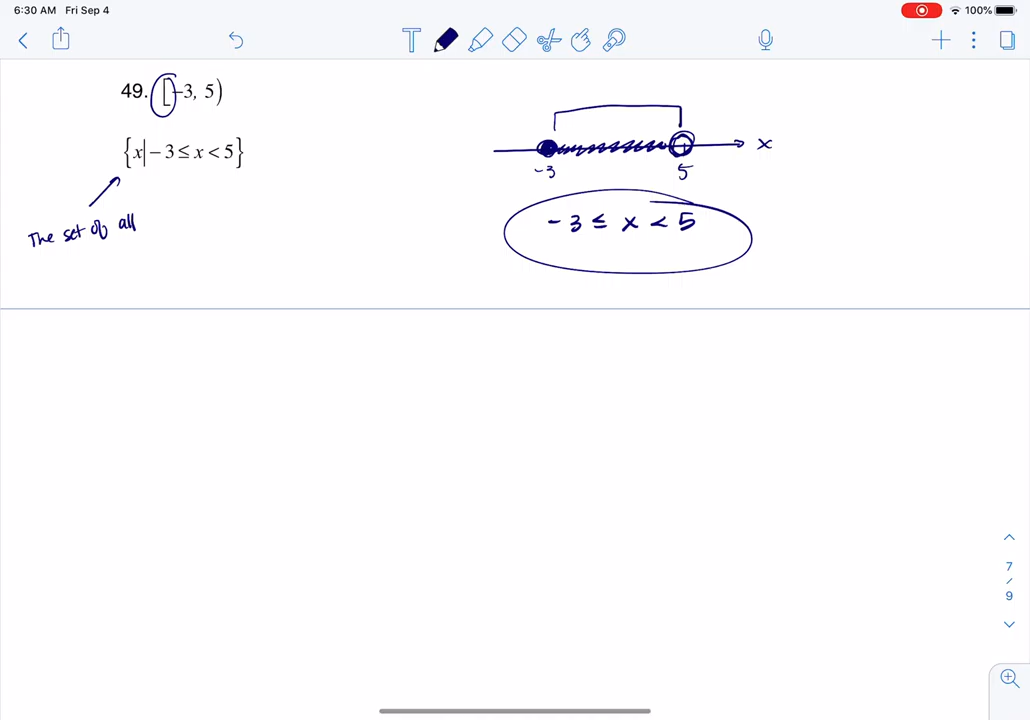 6:30 AM Fri Sep 4
100%
T
49. [-3, 5)
{x| - 3 ≤ x < 5}
The set of all
x
-3 5
- 3 ≤ x < 5
7
/
9